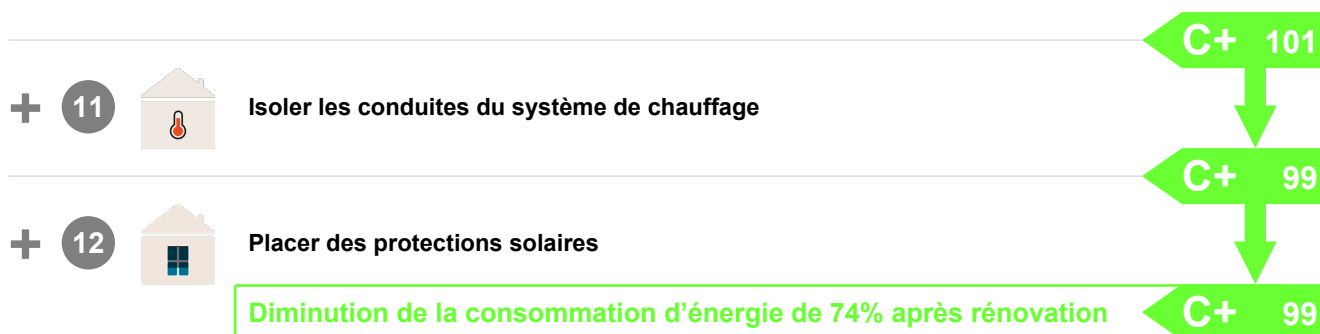 C+ 101
+ 11 Isoler les conduites du système de chauffage
C+ 99
+ 12 Placer des protections solaires
Diminution de la consommation d’énergie de 74% après rénovation C+ 99